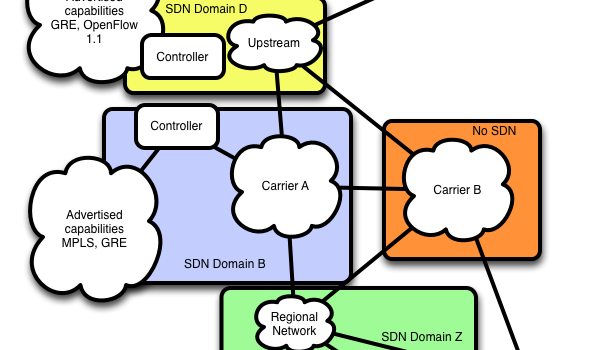 SDN Domain D
capabilities
GRE, OpenFlow
1.1
Controller
Upstream
Controller
No SDN
Carrier A
Carrier B
Advertised
capabilities
MPLS, GRE
SDN Domain B
Regional
Network
SDN Domain Z